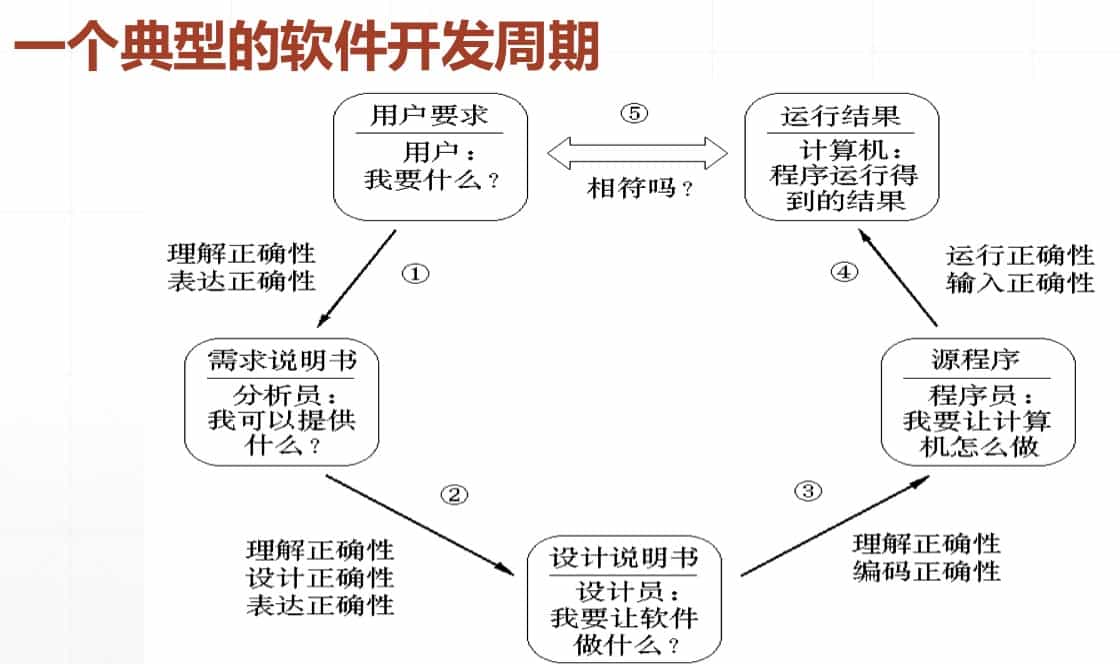 一个典型的软件开发周期
用户要求
用户：
我要什么？
⑤
相符吗？
运行结果
计算机：
程序运行得
到的结果
理解正确性
表达正确性
①
④
运行正确性
输入正确性
需求说明书
分析员：
我可以提供
什么？
源程序
程序员：
我要让计算
机怎么做
②
③
理解正确性
设计正确性
表达正确性
设计说明书
设计员：
我要让软件
做什么？
理解正确性
编码正确性